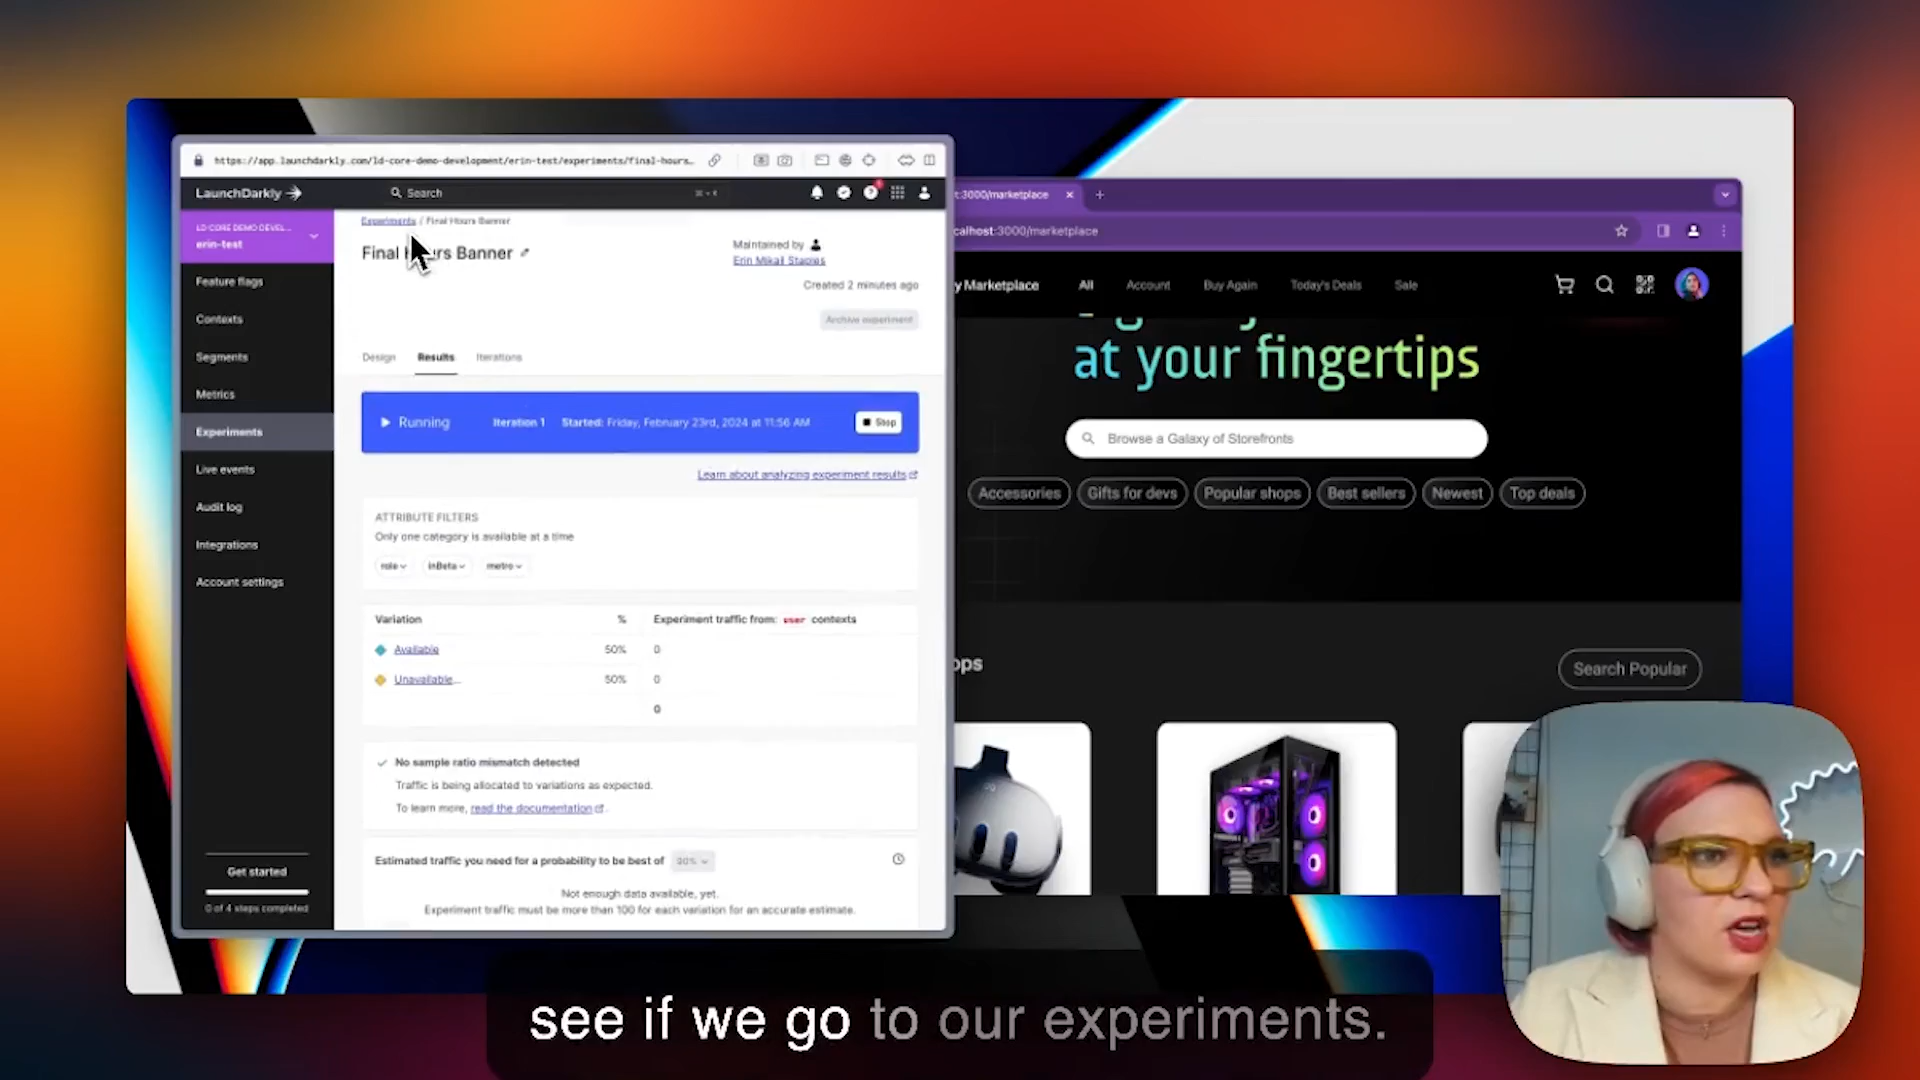 https://app.launchdarkly.com/ld-core-demo-development/erin-test/experiments/final-hours...
LaunchDarkly
Search
LD CORE DEMO DEVEL...
erin-test
Feature flags
Contexts
Segments
Metrics
Experiments
Live events
Audit log
Integrations
Account settings
Get started
0 of 4 steps completed
Experiments / Final Hours Banner
Final Hours Banner
Maintained by
Erin Mikail Staples
Created 2 minutes ago
Archive experiment
Design Results Iterations
Running Iteration 1 Started: Friday, February 23rd, 2024 at 11:56 AM Stop
Learn about analyzing experiment results
ATTRIBUTE FILTERS
Only one category is available at a time
role inBeta metro
Variation % Experiment traffic from: user contexts
Available 50% 0
Unavailable... 50% 0
0
No sample ratio mismatch detected
Traffic is being allocated to variations as expected.
To learn more, read the documentation .
Estimated traffic you need for a probability to be best of 90%
Not enough data available, yet.
Experiment traffic must be more than 100 for each variation for an accurate estimate.
t:3000/marketplace
calhost:3000/marketplace
y Marketplace All Account Buy Again Today's Deals Sale
at your fingertips
Browse a Galaxy of Storefronts
Accessories Gifts for devs Popular shops Best sellers Newest Top deals
ops
Search Popular
see if we go to our experiments.